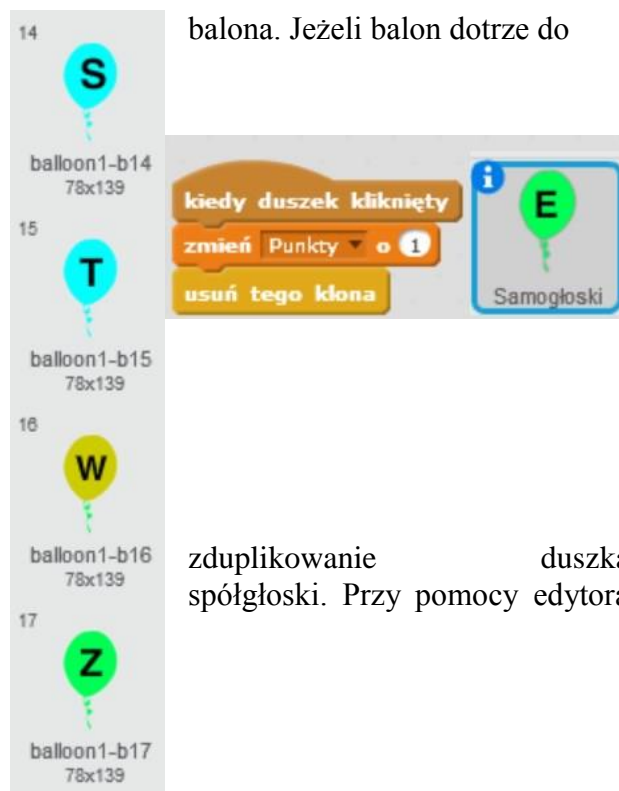 14
S
balloon1-b14
78x139
15
T
balloon1-b15
78x139
16
W
balloon1-b16
78x139
17
Z
balloon1-b17
78x139
balona. Jeżeli balon dotrze do
kiedy duszek kliknięty
zmień Punkty o 1
usuń tego klona
i
E
Samogłoski
zduplikowanie duszka
spółgłoski. Przy pomocy edytora